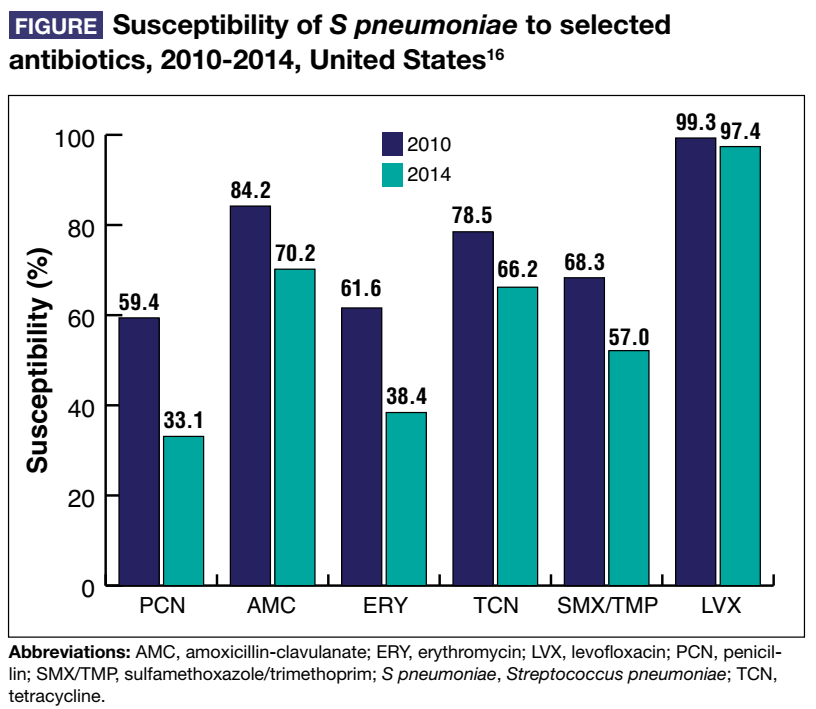 FIGURE Susceptibility of S pneumoniae to selected
antibiotics, 2010-2014, United States16
2010
2014
Susceptibility (%)
100
80
60
40
20
0
59.4
33.1
84.2
70.2
61.6
38.4
78.5
66.2
68.3
57.0
99.3
97.4
PCN
AMC
ERY
TCN
SMX/TMP
LVX
Abbreviations: AMC, amoxicillin-clavulanate; ERY, erythromycin; LVX, levofloxacin; PCN, penicil-
lin; SMX/TMP, sulfamethoxazole/trimethoprim; S pneumoniae, Streptococcus pneumoniae; TCN,
tetracycline.